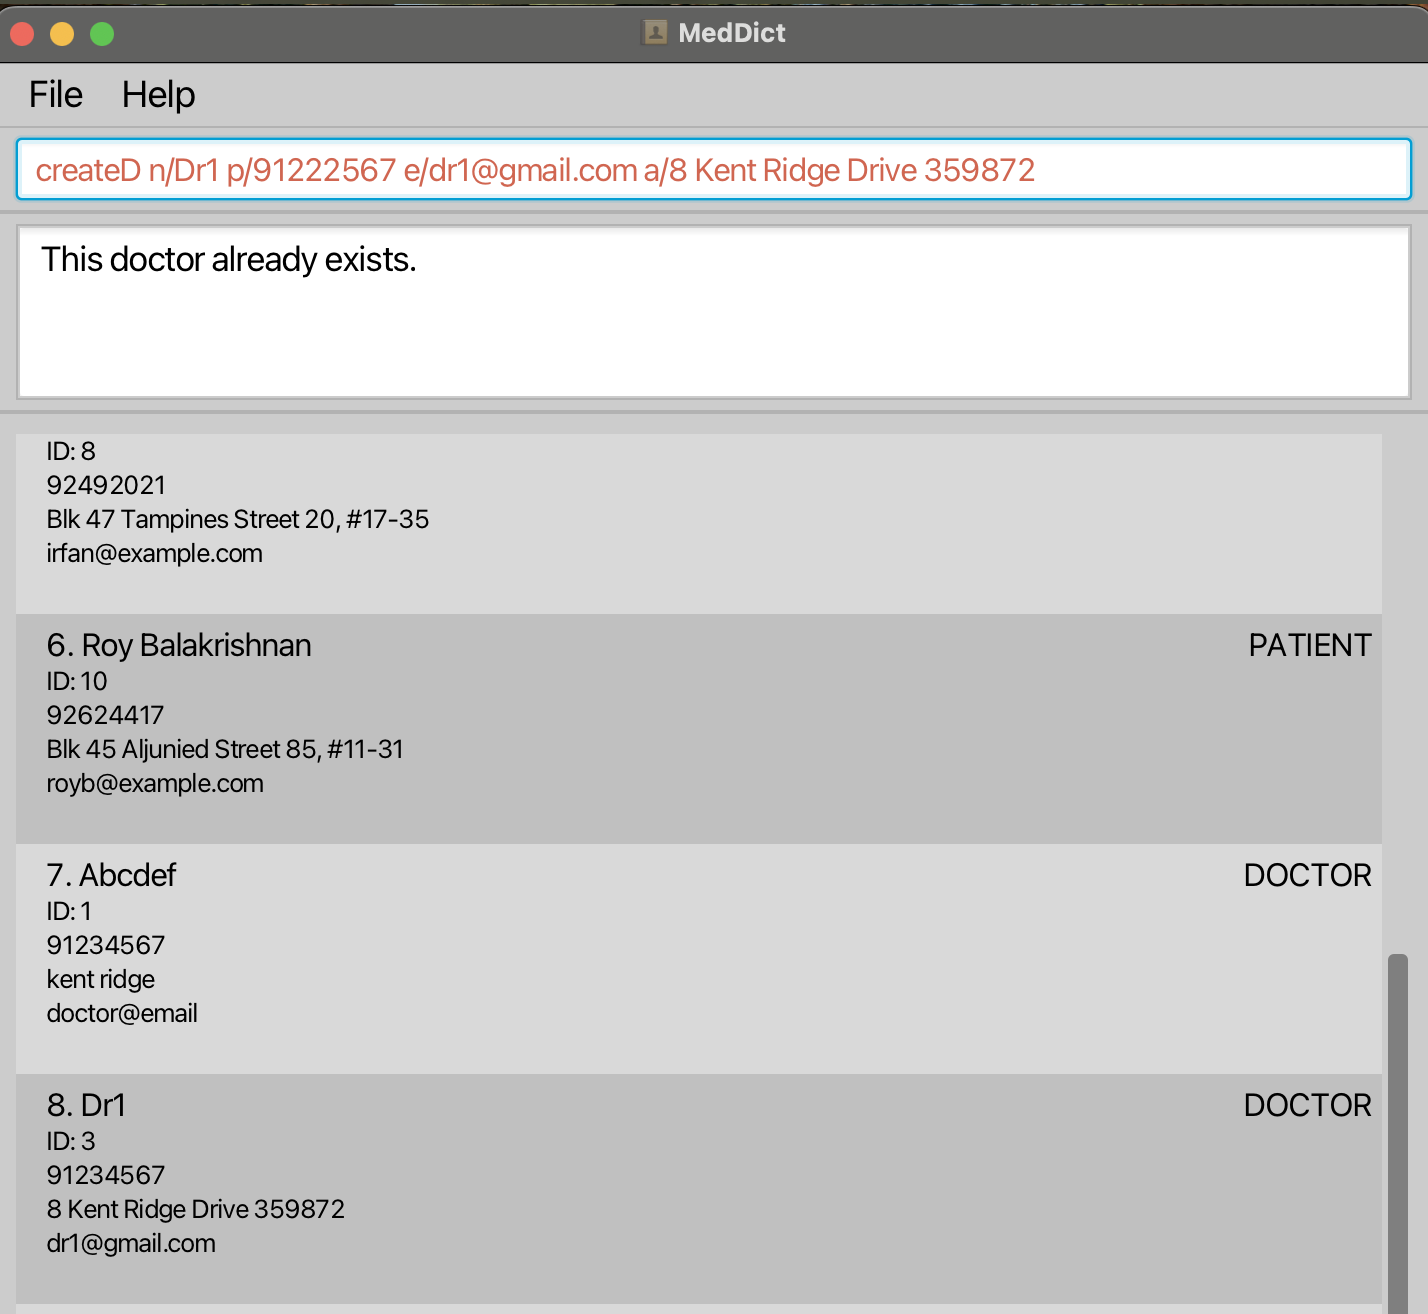 MedDict
File Help
createD n/Dr1 p/91222567 e/dr1@gmail.com a/8 Kent Ridge Drive 359872
This doctor already exists.
ID: 8
92492021
Blk 47 Tampines Street 20, #17-35
irfan@example.com
6. Roy Balakrishnan PATIENT
ID: 10
92624417
Blk 45 Aljunied Street 85, #11-31
royb@example.com
7. Abcdef DOCTOR
ID: 1
91234567
kent ridge
doctor@email
8. Dr1 DOCTOR
ID: 3
91234567
8 Kent Ridge Drive 359872
dr1@gmail.com